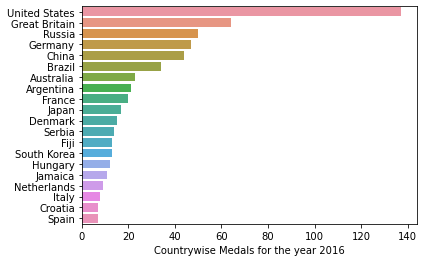 United States
Great Britain
Russia
Germany
China
Brazil
Australia
Argentina
France
Japan
Denmark
Serbia
Fiji
South Korea
Hungary
Jamaica
Netherlands
Italy
Croatia
Spain
0 20 40 60 80 100 120 140
Countrywise Medals for the year 2016